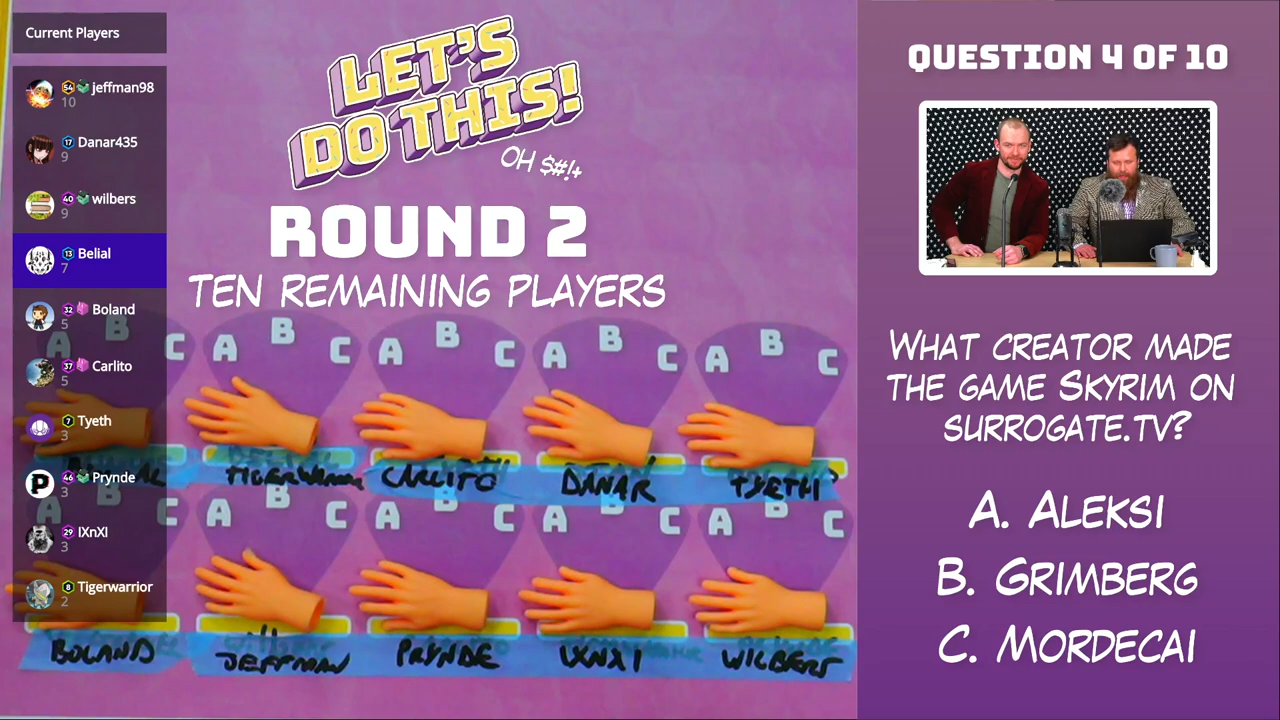 Current Players
54 jeffman98
10
17 Danar435
9
40 wilbers
9
13 Belial
7
32 Boland
5
37 Carlito
5
7 Tyeth
3
46 Prynde
3
29 IXnXI
3
8 Tigerwarrior
2
LET'S
DO THIS!
OH $#!+
ROUND 2
TEN REMAINING PLAYERS
A B C A B C A B C A B C A B C
CARLITO DANAR TYETH
A B C A B C A B C A B C A B C
BOLAND JEFFMAN PRYNDE IXNXI WILBERS
QUESTION 4 OF 10
WHAT CREATOR MADE
THE GAME SKYRIM ON
SURROGATE.TV?
A. ALEKSI
B. GRIMBERG
C. MORDECAI